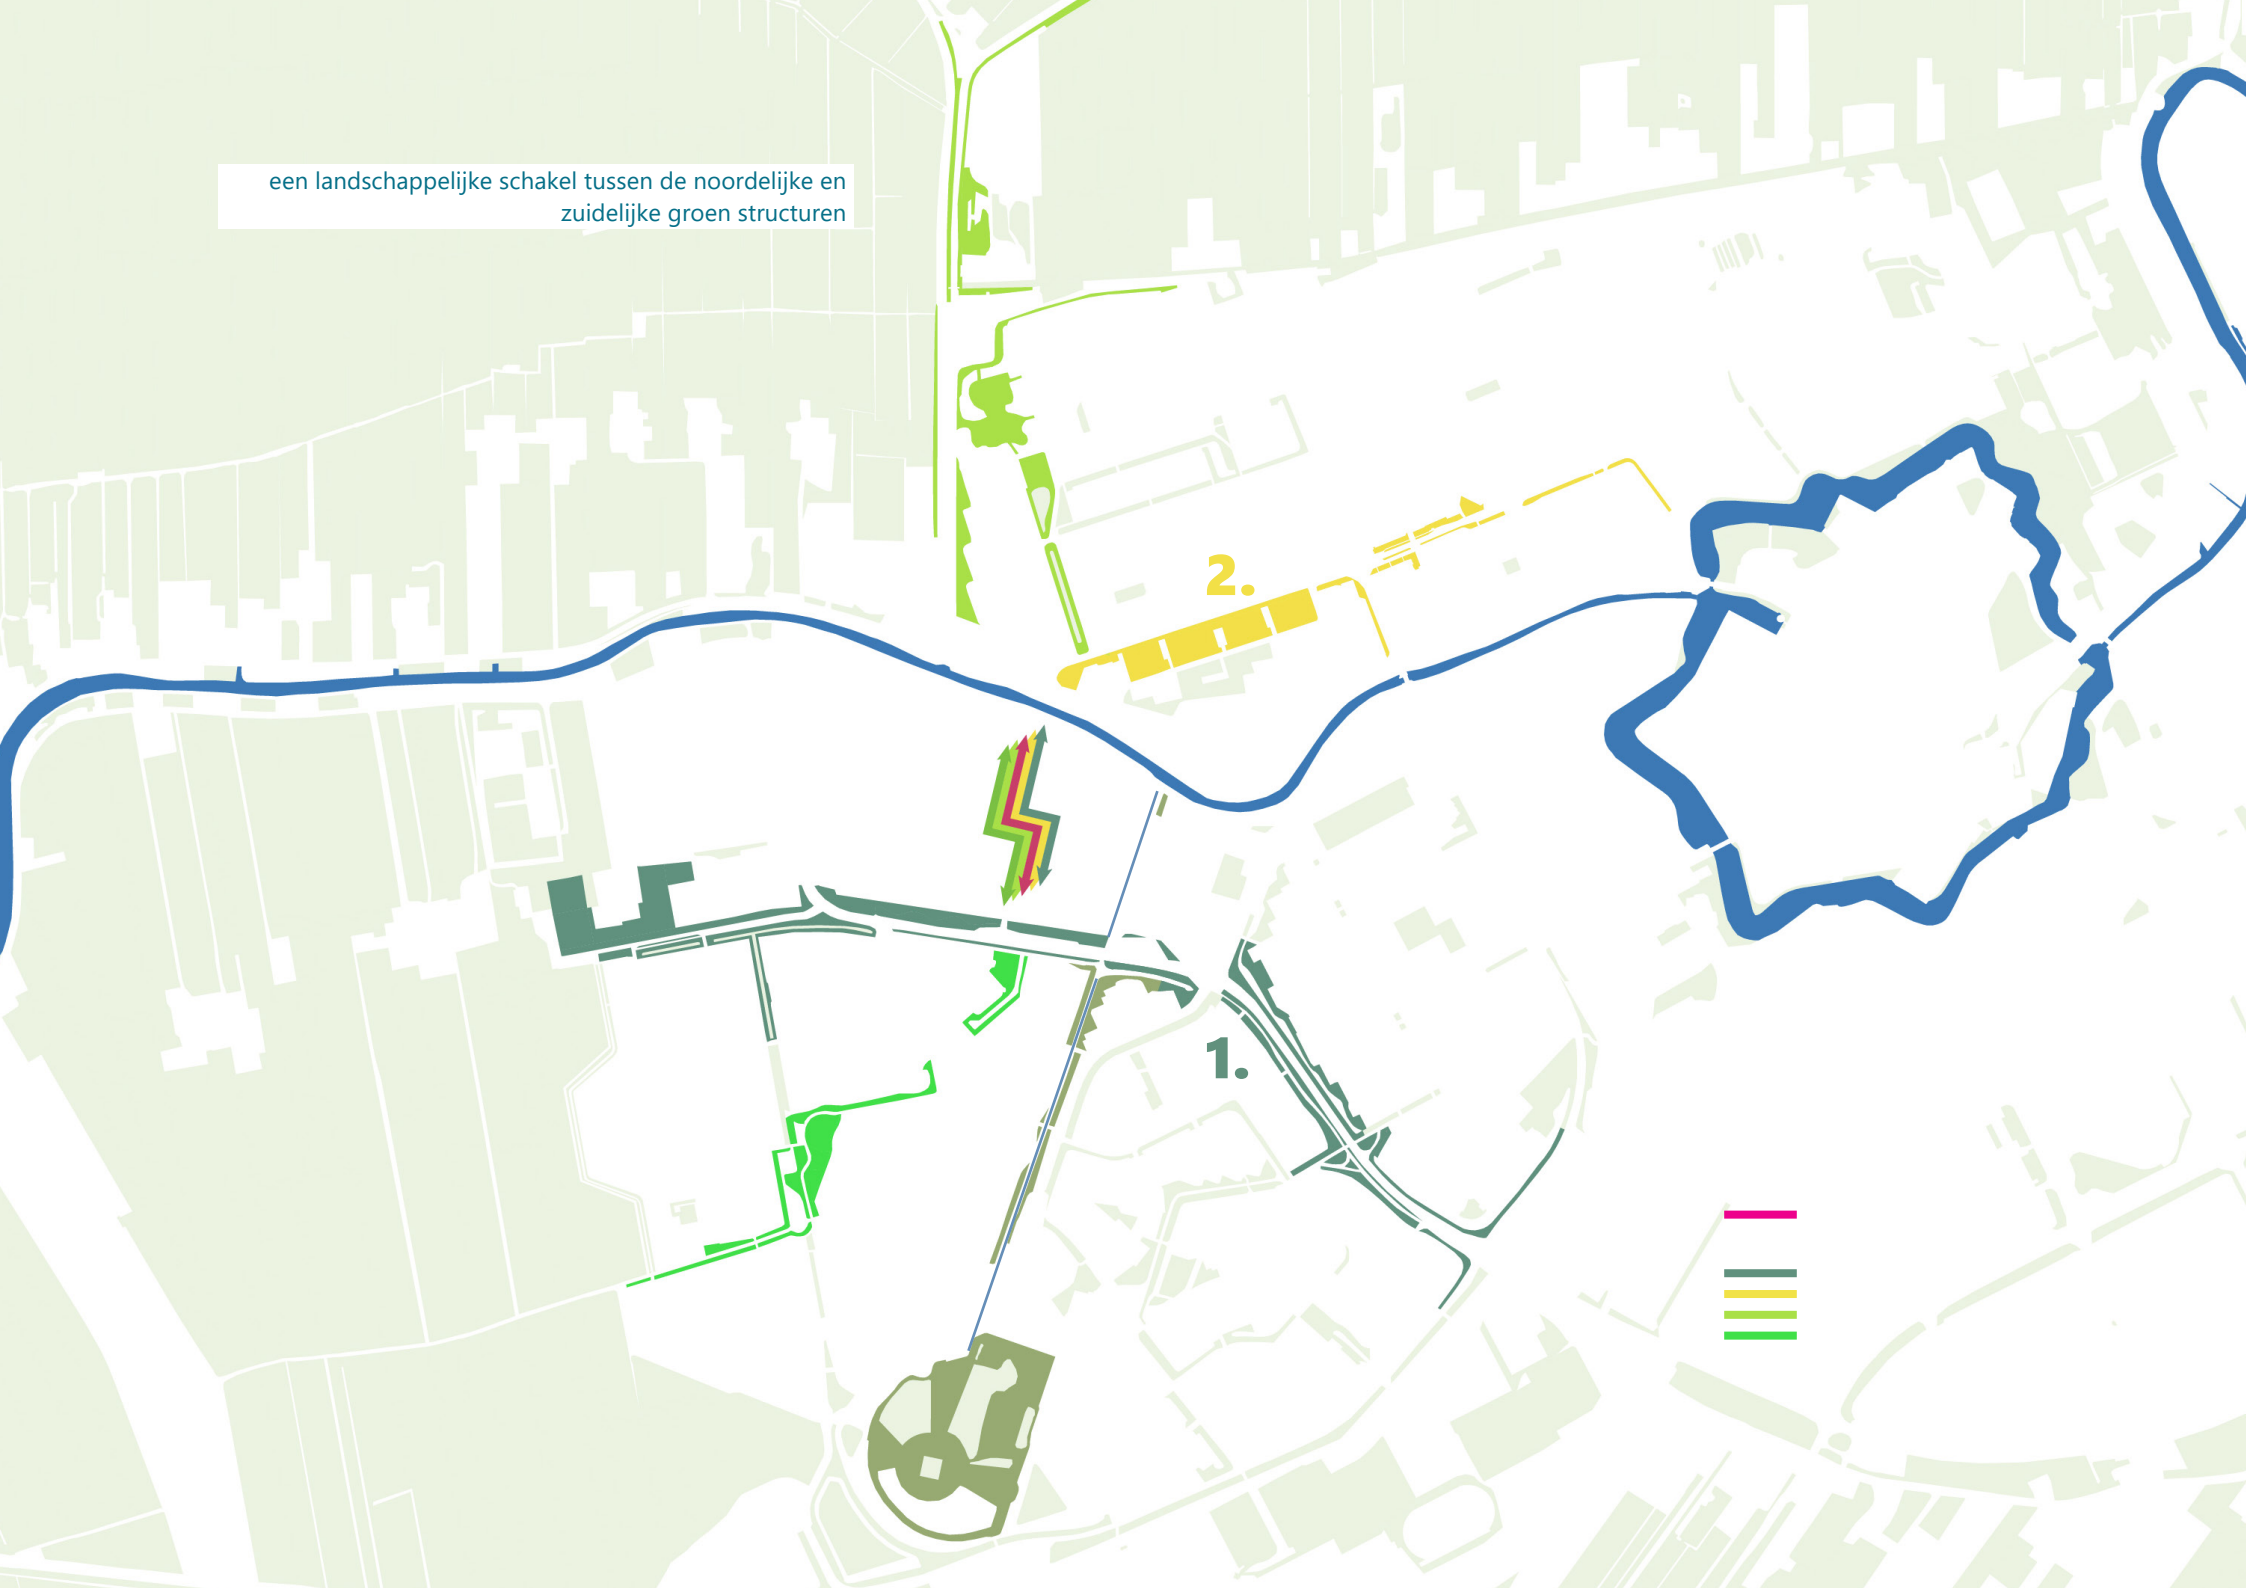 een landschappelijke schakel tussen de noordelijke en
zuidelijke groen structuren
2.
1.